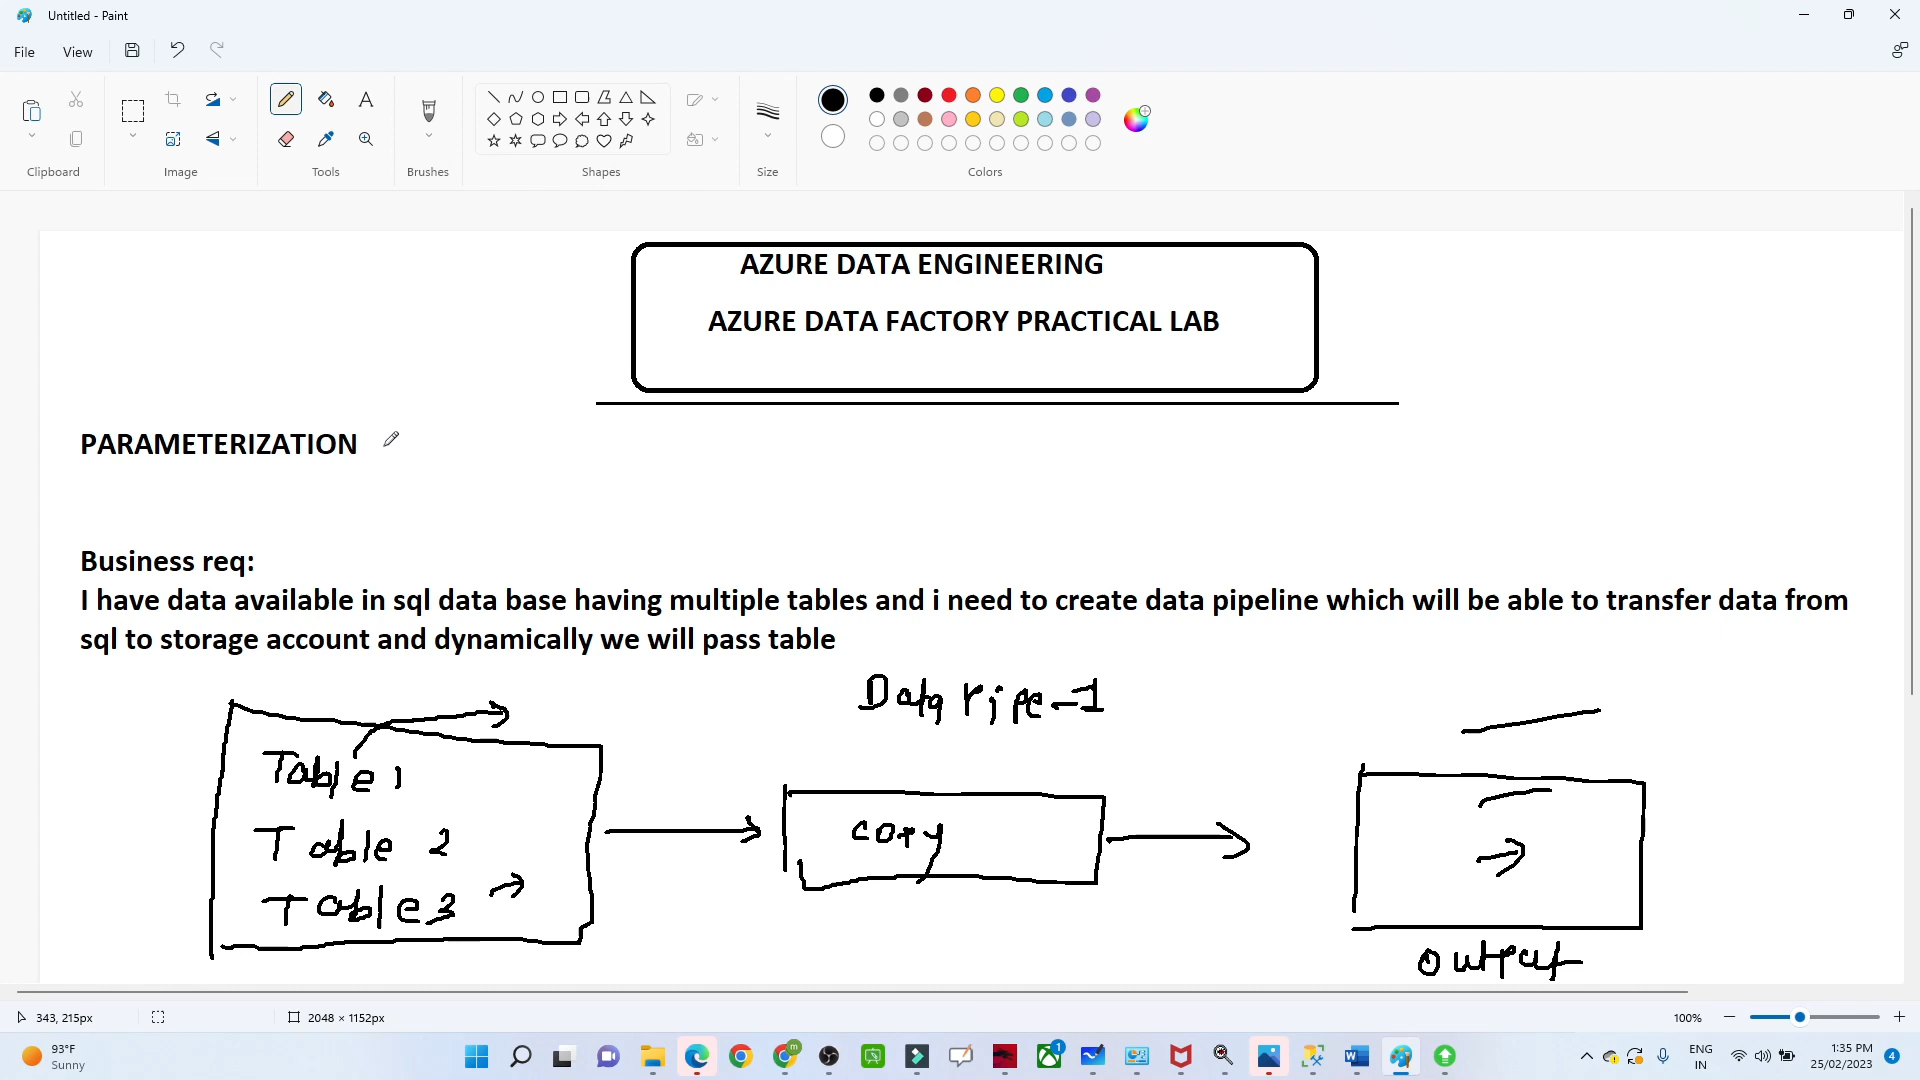 Untitled - Paint
File
View
Clipboard
Image
Tools
Brushes
Shapes
Size
Colors
AZURE DATA ENGINEERING
AZURE DATA FACTORY PRACTICAL LAB
PARAMETERIZATION
Business req:
I have data available in sql data base having multiple tables and i need to create data pipeline which will be able to transfer data from
sql to storage account and dynamically we will pass table
Data Pipe-1
Table 1
Table 2
Table 3
copy
output
343, 215px
2048 × 1152px
100%
93°F
Sunny
m
1
ENG
IN
1:35 PM
25/02/2023
4